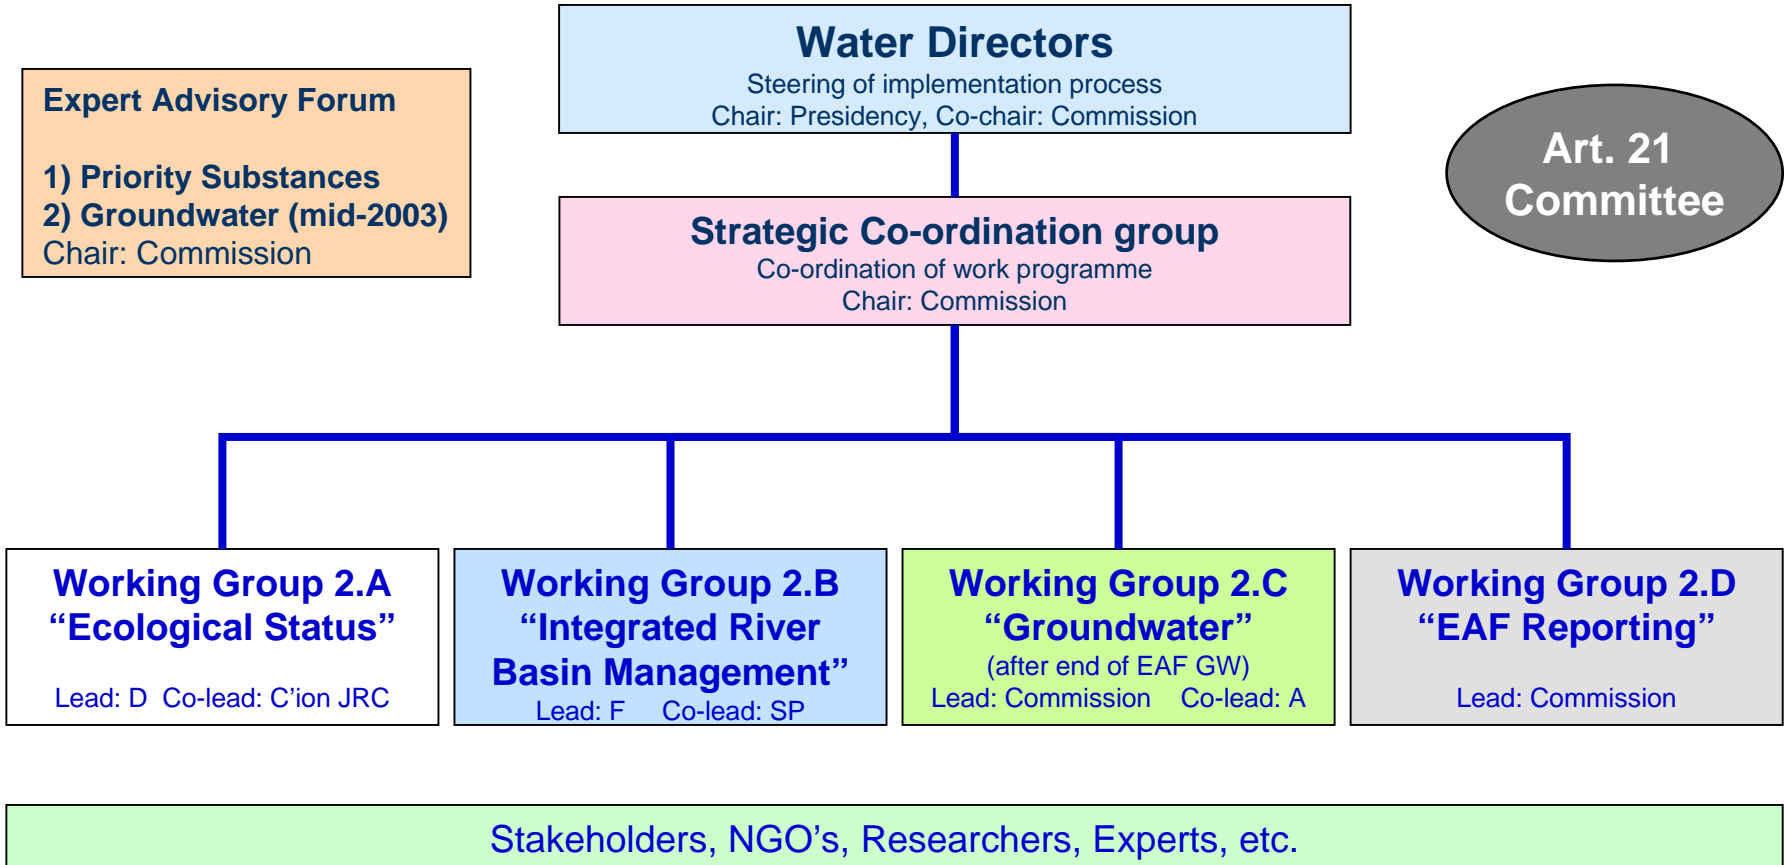 Water Directors
Steering of implementation process
Chair: Presidency, Co-chair: Commission
Expert Advisory Forum
1) Priority Substances
2) Groundwater (mid-2003)
Chair: Commission
Art. 21
Committee
Strategic Co-ordination group
Co-ordination of work programme
Chair: Commission
Working Group 2.A
“Ecological Status”
Lead: D Co-lead: C’ion JRC
Working Group 2.B
“Integrated River
Basin Management”
Lead: F Co-lead: SP
Working Group 2.C
“Groundwater”
(after end of EAF GW)
Lead: Commission Co-lead: A
Working Group 2.D
“EAF Reporting”
Lead: Commission
Stakeholders, NGO’s, Researchers, Experts, etc.